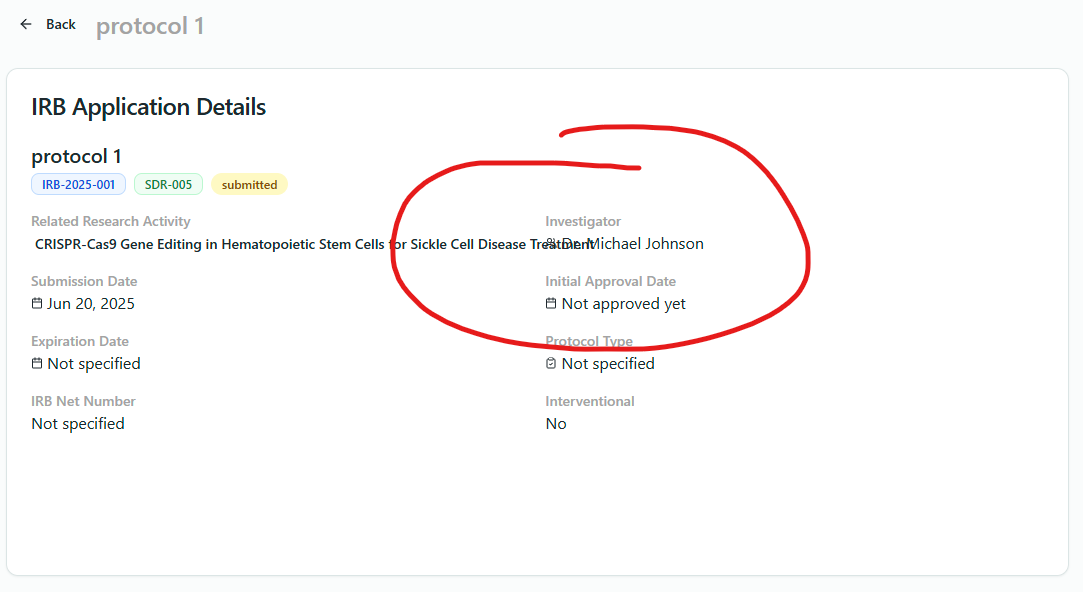 Back protocol 1
IRB Application Details
protocol 1
IRB-2025-001 SDR-005 submitted
Related Research Activity Investigator
CRISPR-Cas9 Gene Editing in Hematopoietic Stem Cells for Sickle Cell Disease Treatment Dr. Michael Johnson
Submission Date Initial Approval Date
Jun 20, 2025 Not approved yet
Expiration Date Protocol Type
Not specified Not specified
IRB Net Number Interventional
Not specified No